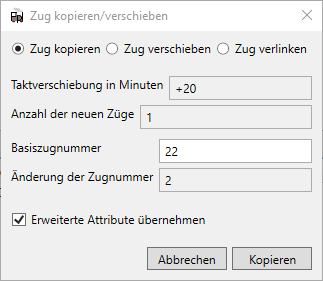 Zug kopieren/verschieben
Zug kopieren Zug verschieben Zug verlinken
Taktverschiebung in Minuten +20
Anzahl der neuen Züge 1
Basiszugnummer 22
Änderung der Zugnummer 2
Erweiterte Attribute übernehmen
Abbrechen Kopieren